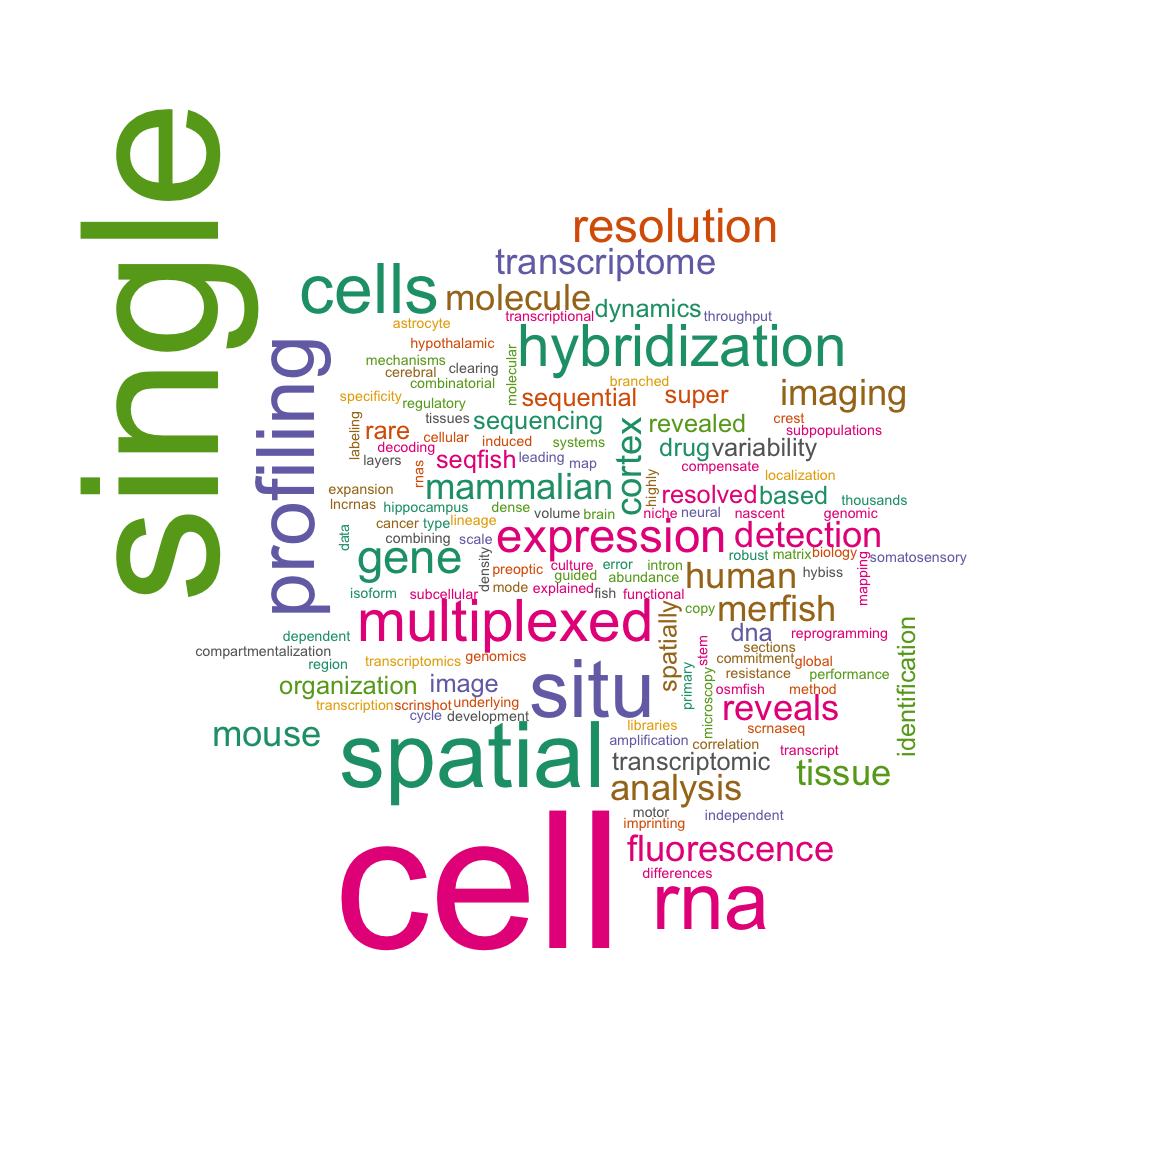 single
resolution
transcriptome
cells
molecule
dynamics
transcriptional
throughput
astrocyte
hybridization
hypothalamic
molecular
mechanisms
clearing
cerebral
combinatorial
branched
profiling
specificity
regulatory
sequential
super
imaging
labeling
tissues
sequencing
cortex
revealed
crest
subpopulations
rare
cellular
induced
systems
decoding
drug
variability
layers
rnas
seqfish
leading
map
compensate
localization
expansion
mammalian
highly
resolved
based
thousands
lncrnas
hippocampus
dense
volume
brain
niche
neural
nascent
genomic
data
cancer
type
lineage
combining
scale
expression
detection
gene
density
robust
matrix
biology
somatosensory
preoptic
culture
error
intron
guided
abundance
human
hybiss
mapping
isoform
subcellular
mode
explained
fish
functional
multiplexed
spatially
copy
merfish
dependent
stem
dna
reprogramming
compartmentalization
sections
region
transcriptomics
genomics
commitment
global
identification
organization
image
situ
primary
microscopy
resistance
performance
osmfish
method
transcription
scrinshot
underlying
cycle
development
reveals
mouse
spatial
libraries
scrnaseq
amplification
correlation
transcript
transcriptomic
tissue
analysis
cell
motor
imprinting
independent
fluorescence
differences
rna